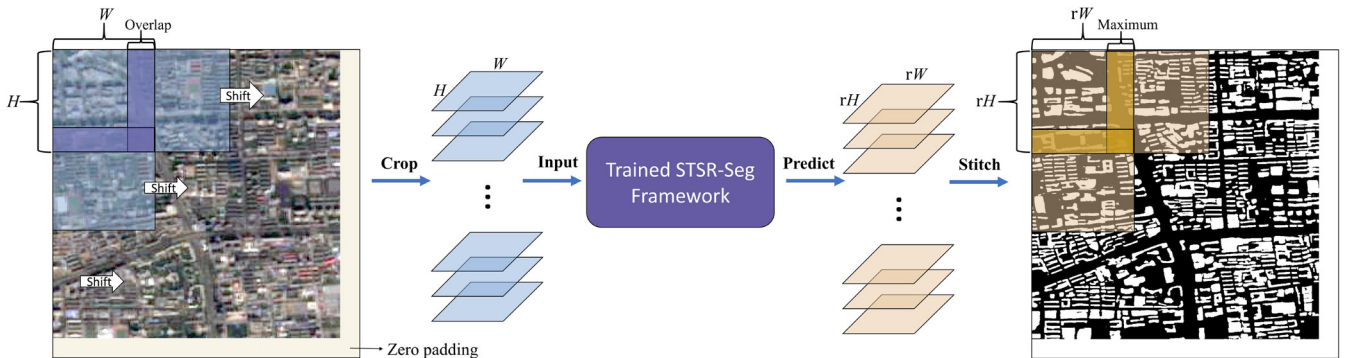 W
Overlap
H
Shift
Shift
Shift
Zero padding
Crop
W
H
Input
Trained STSR-Seg
Framework
Predict
rW
rH
Stitch
rW
Maximum
rH